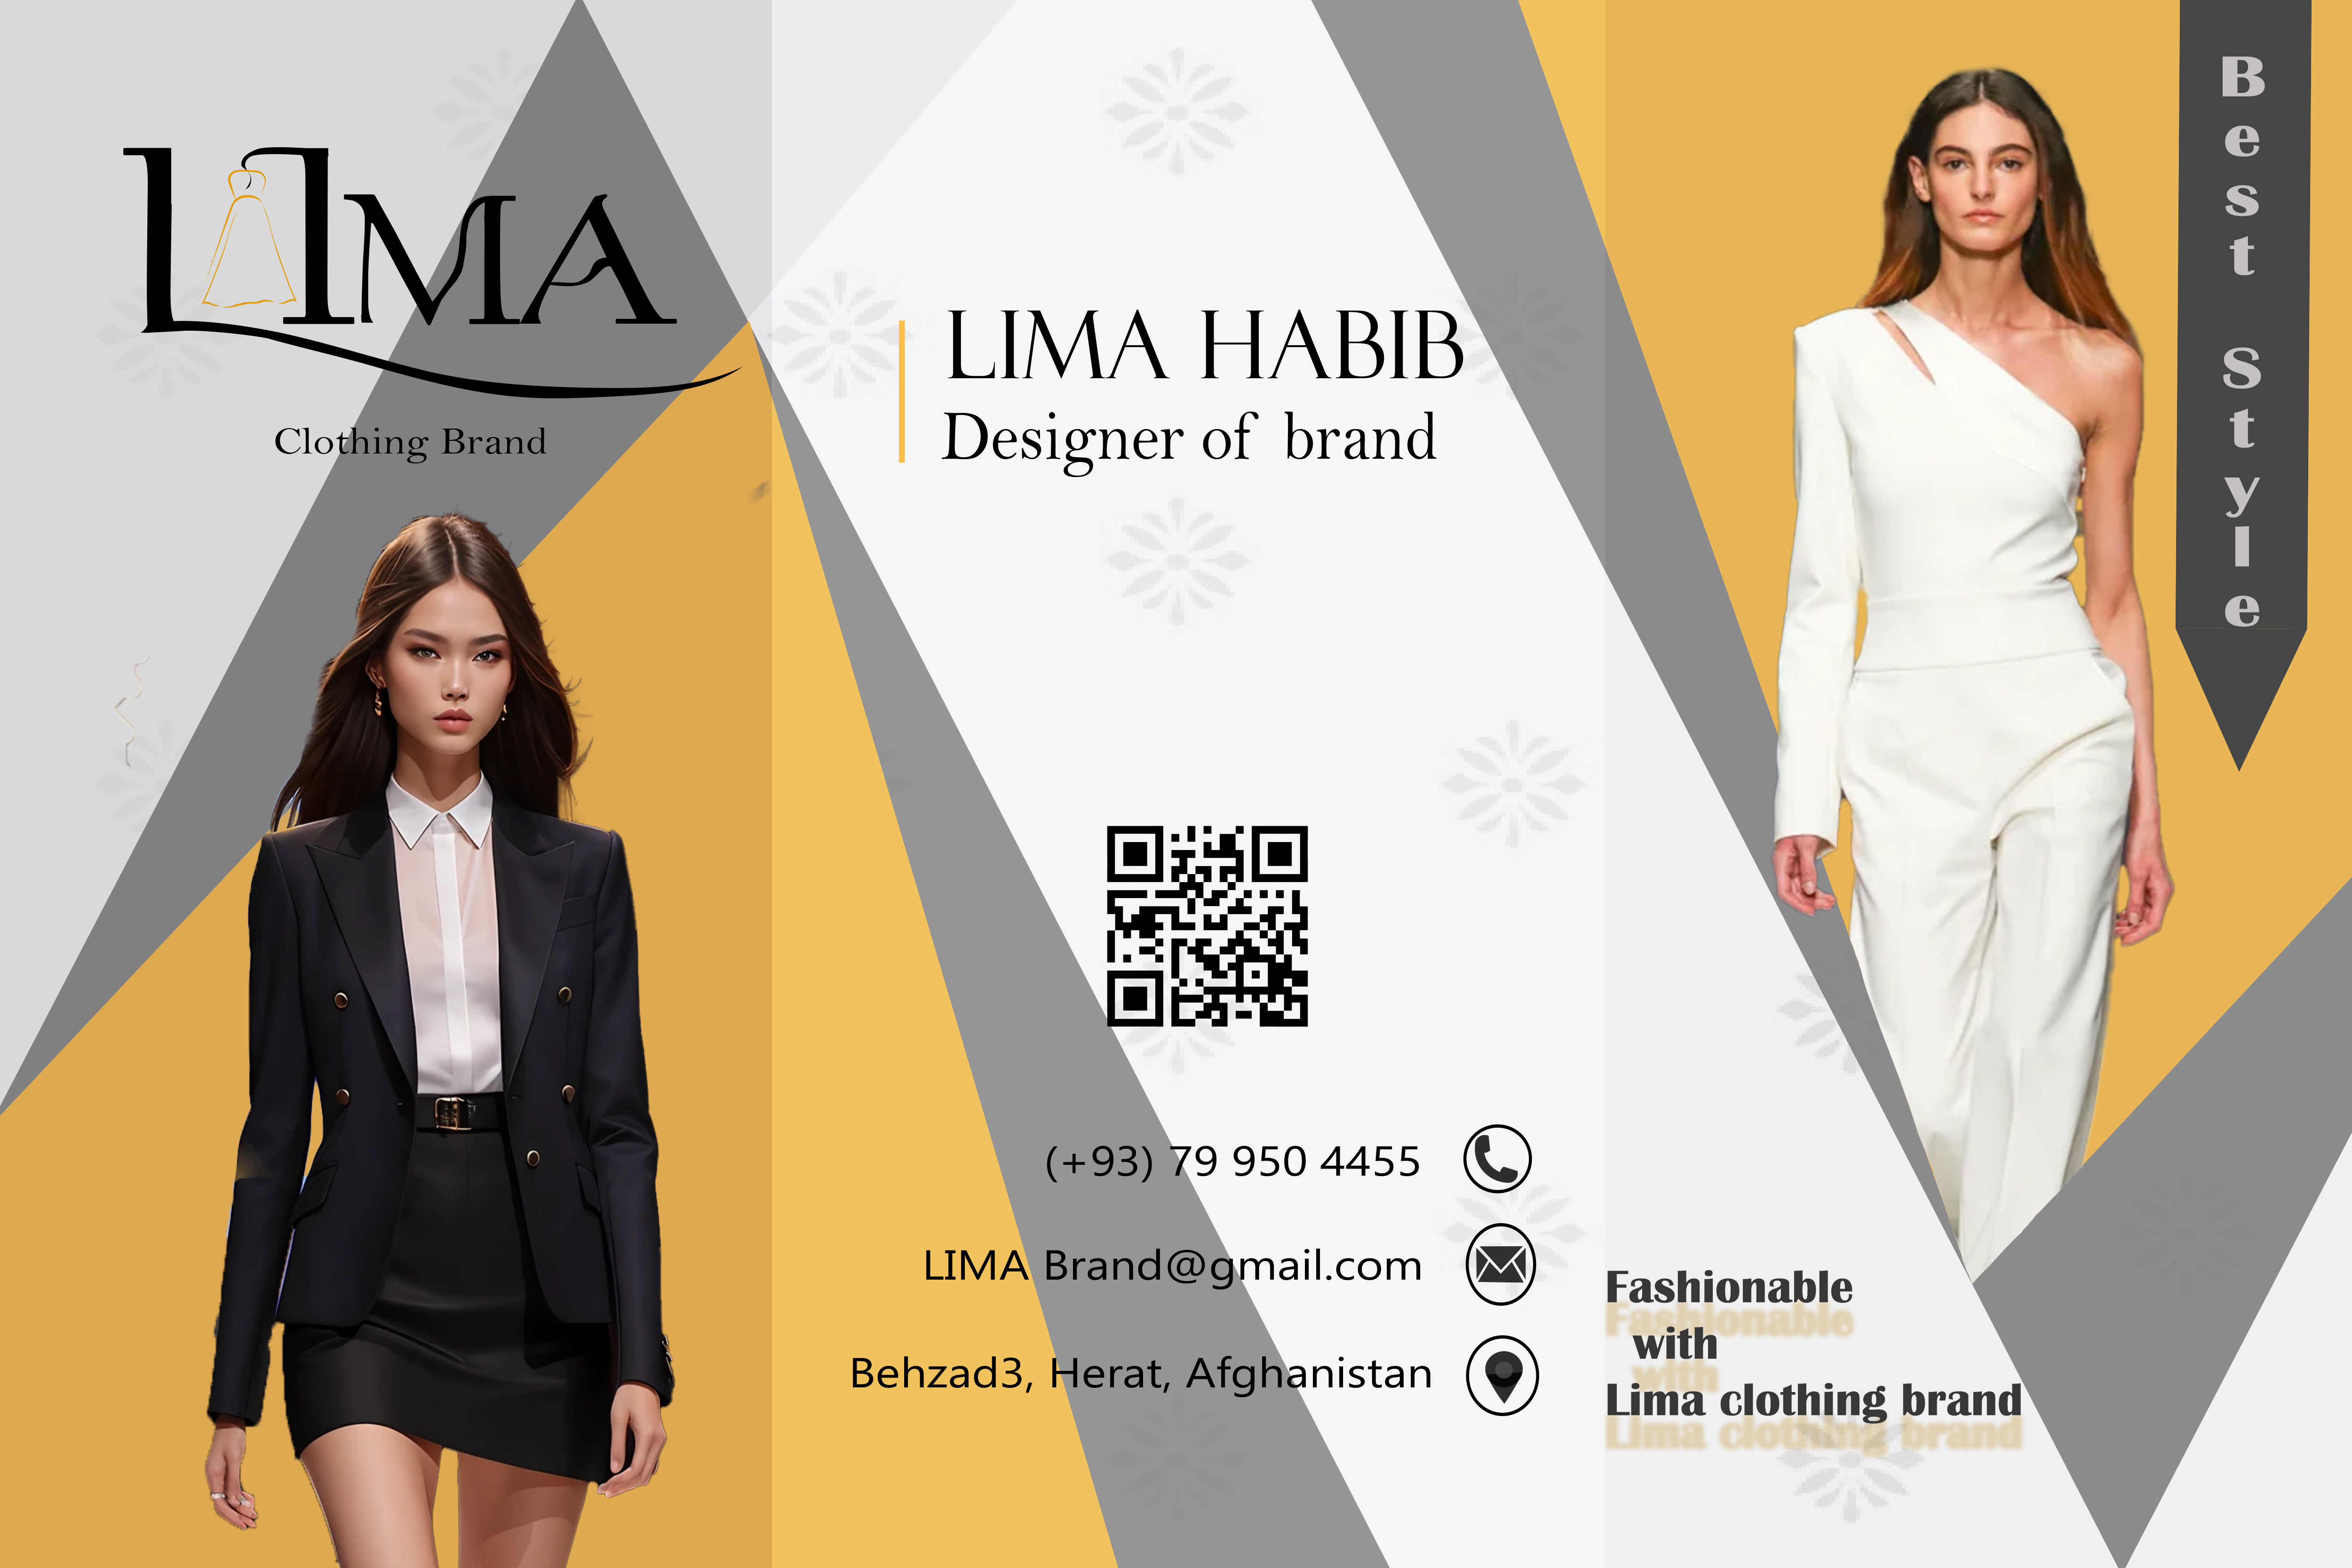 LIMA
Clothing Brand
LIMA HABIB
Designer of brand
(+93) 79 950 4455
LIMA Brand@gmail.com
Behzad3, Herat, Afghanistan
Best Style
Fashionable
with
Lima clothing brand